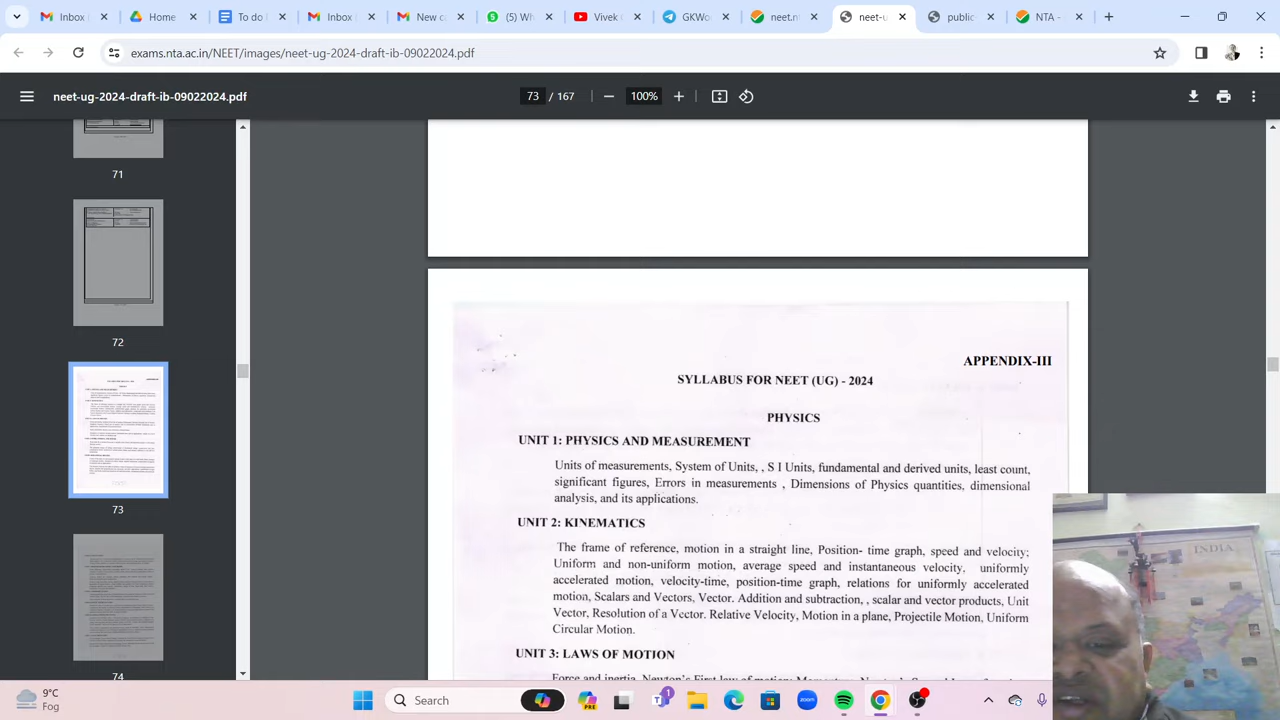 Inbox (
Home
To do l
Inbox (
New c
(5) Wh
Vivek (
GKWo
neet.n
neet-u
public
NTA -
exams.nta.ac.in/NEET/images/neet-ug-2024-draft-ib-09022024.pdf
neet-ug-2024-draft-ib-09022024.pdf
73 / 167
100%
71
72
73
74
APPENDIX-III
SYLLABUS FOR NEET (UG) - 2024
PHYSICS
UNIT 1: PHYSICS AND MEASUREMENT
Units of measurements, System of Units, , S I Units, fundamental and derived units, least count,
significant figures, Errors in measurements , Dimensions of Physics quantities, dimensional
analysis, and its applications.
UNIT 2: KINEMATICS
The frame of reference, motion in a straight line, Position- time graph, speed and velocity;
Uniform and non-uniform motion, average speed and instantaneous velocity, uniformly
accelerated motion, velocity-time, position-time graph, relations for uniformly accelerated
motion, Scalars and Vectors, Vector. Addition and subtraction, , scalar and vector products, Unit
Vector, Resolution of a Vector. Relative Velocity, Motion in a plane, Projectile Motion, Uniform
Circular Motion.
UNIT 3: LAWS OF MOTION
Force and inertia, Newton's First law of motion;
INDIA
9°C
Fog
Search
PRE
1
zoom